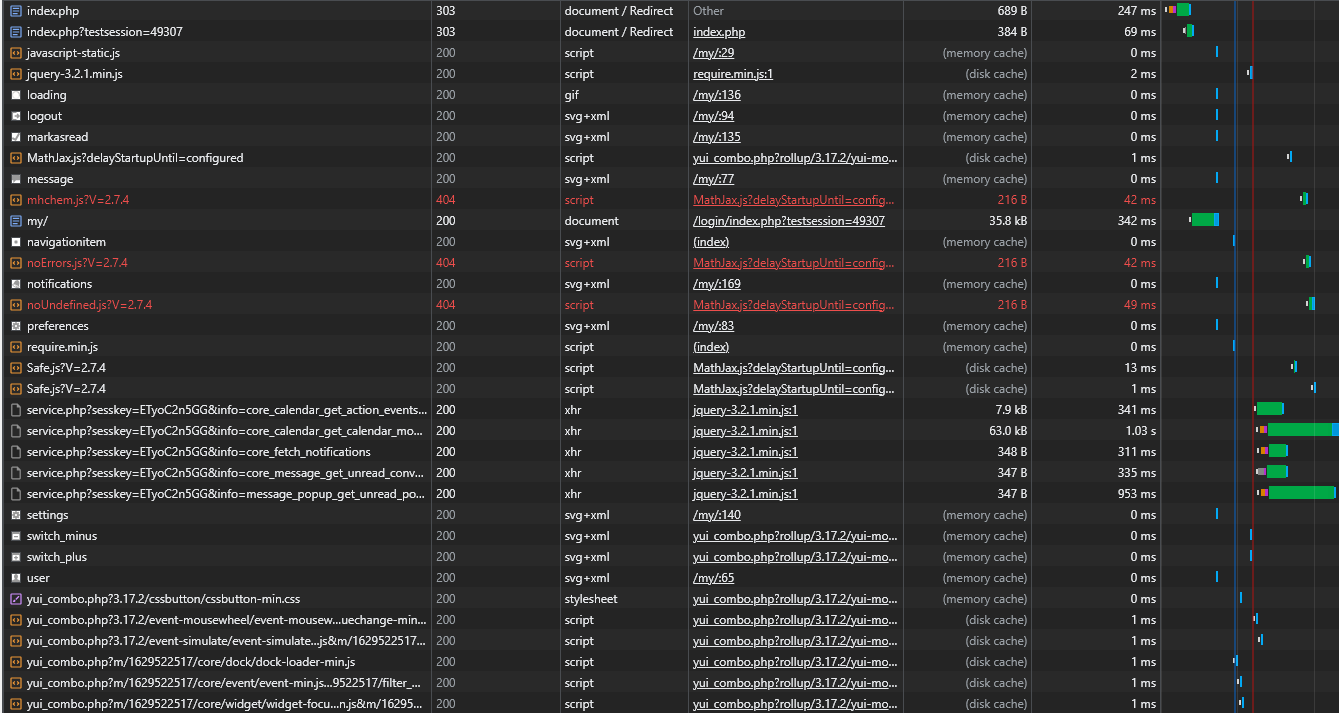 index.php 303 document / Redirect Other 689 B 247 ms
index.php?testsession=49307 303 document / Redirect index.php 384 B 69 ms
javascript-static.js 200 script /my/:29 (memory cache) 0 ms
jquery-3.2.1.min.js 200 script require.min.js:1 (disk cache) 2 ms
loading 200 gif /my/:136 (memory cache) 0 ms
logout 200 svg+xml /my/:94 (memory cache) 0 ms
markasread 200 svg+xml /my/:135 (memory cache) 0 ms
MathJax.js?delayStartupUntil=configured 200 script yui_combo.php?rollup/3.17.2/yui-mo... (disk cache) 1 ms
message 200 svg+xml /my/:77 (memory cache) 0 ms
mhchem.js?V=2.7.4 404 script MathJax.js?delayStartupUntil=config... 216 B 42 ms
my/ 200 document /login/index.php?testsession=49307 35.8 kB 342 ms
navigationitem 200 svg+xml (index) (memory cache) 0 ms
noErrors.js?V=2.7.4 404 script MathJax.js?delayStartupUntil=config... 216 B 42 ms
notifications 200 svg+xml /my/:169 (memory cache) 0 ms
noUndefined.js?V=2.7.4 404 script MathJax.js?delayStartupUntil=config... 216 B 49 ms
preferences 200 svg+xml /my/:83 (memory cache) 0 ms
require.min.js 200 script (index) (memory cache) 0 ms
Safe.js?V=2.7.4 200 script MathJax.js?delayStartupUntil=config... (disk cache) 13 ms
Safe.js?V=2.7.4 200 script MathJax.js?delayStartupUntil=config... (disk cache) 1 ms
service.php?sesskey=ETyoC2n5GG&info=core_calendar_get_action_events... 200 xhr jquery-3.2.1.min.js:1 7.9 kB 341 ms
service.php?sesskey=ETyoC2n5GG&info=core_calendar_get_calendar_mo... 200 xhr jquery-3.2.1.min.js:1 63.0 kB 1.03 s
service.php?sesskey=ETyoC2n5GG&info=core_fetch_notifications 200 xhr jquery-3.2.1.min.js:1 348 B 311 ms
service.php?sesskey=ETyoC2n5GG&info=core_message_get_unread_conv... 200 xhr jquery-3.2.1.min.js:1 347 B 335 ms
service.php?sesskey=ETyoC2n5GG&info=message_popup_get_unread_po... 200 xhr jquery-3.2.1.min.js:1 347 B 953 ms
settings 200 svg+xml /my/:140 (memory cache) 0 ms
switch_minus 200 svg+xml yui_combo.php?rollup/3.17.2/yui-mo... (memory cache) 0 ms
switch_plus 200 svg+xml yui_combo.php?rollup/3.17.2/yui-mo... (memory cache) 0 ms
user 200 svg+xml /my/:65 (memory cache) 0 ms
yui_combo.php?3.17.2/cssbutton/cssbutton-min.css 200 stylesheet yui_combo.php?rollup/3.17.2/yui-mo... (memory cache) 0 ms
yui_combo.php?3.17.2/event-mousewheel/event-mousew...uechange-min... 200 script yui_combo.php?rollup/3.17.2/yui-mo... (disk cache) 1 ms
yui_combo.php?3.17.2/event-simulate/event-simulate...js&m/1629522517... 200 script yui_combo.php?rollup/3.17.2/yui-mo... (disk cache) 1 ms
yui_combo.php?m/1629522517/core/dock/dock-loader-min.js 200 script yui_combo.php?rollup/3.17.2/yui-mo... (disk cache) 1 ms
yui_combo.php?m/1629522517/core/event/event-min.js...9522517/filter_... 200 script yui_combo.php?rollup/3.17.2/yui-mo... (disk cache) 1 ms
yui_combo.php?m/1629522517/core/widget/widget-focu...n.js&m/16295... 200 script yui_combo.php?rollup/3.17.2/yui-mo... (disk cache) 1 ms